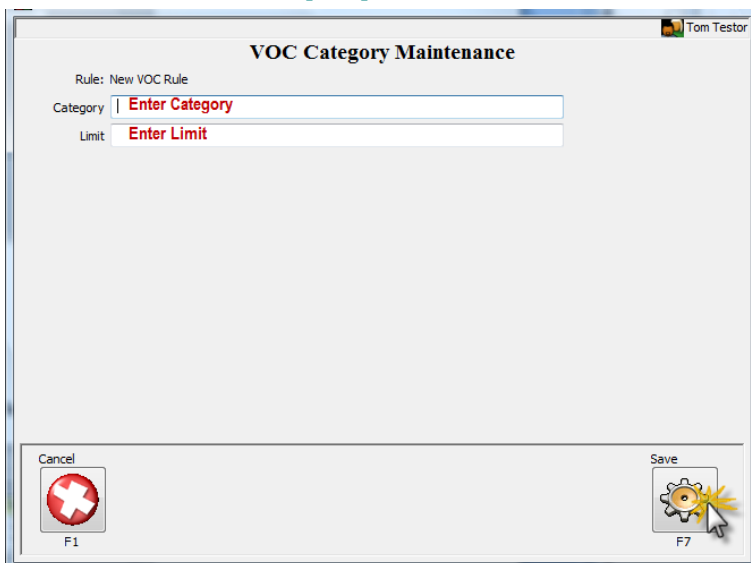 Tom Testor
VOC Category Maintenance
Rule: New VOC Rule
Category Enter Category
Limit Enter Limit
Cancel Save
F1 F7